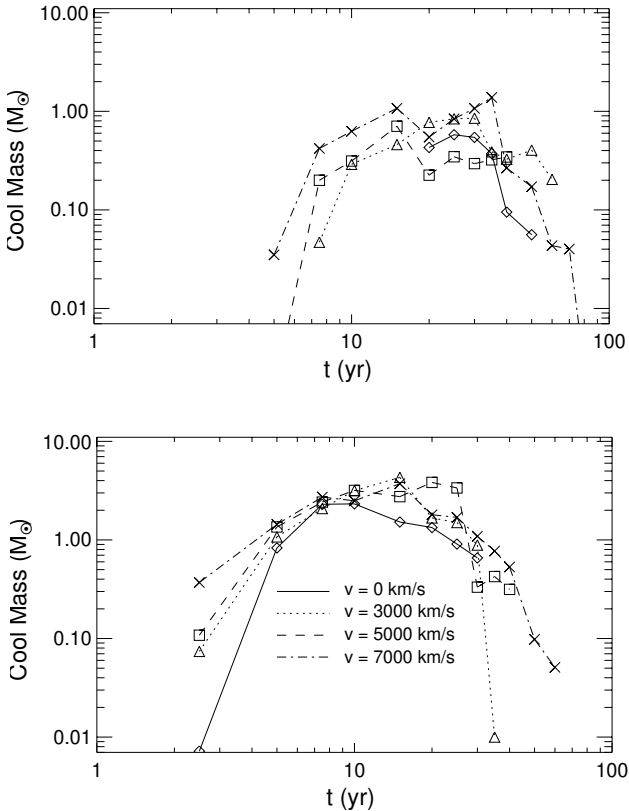 10.00
1.00
0.10
0.01
Cool Mass (M☉)
1
10
100
t (yr)
10.00
1.00
0.10
0.01
Cool Mass (M☉)
v = 0 km/s
v = 3000 km/s
v = 5000 km/s
v = 7000 km/s
1
10
100
t (yr)